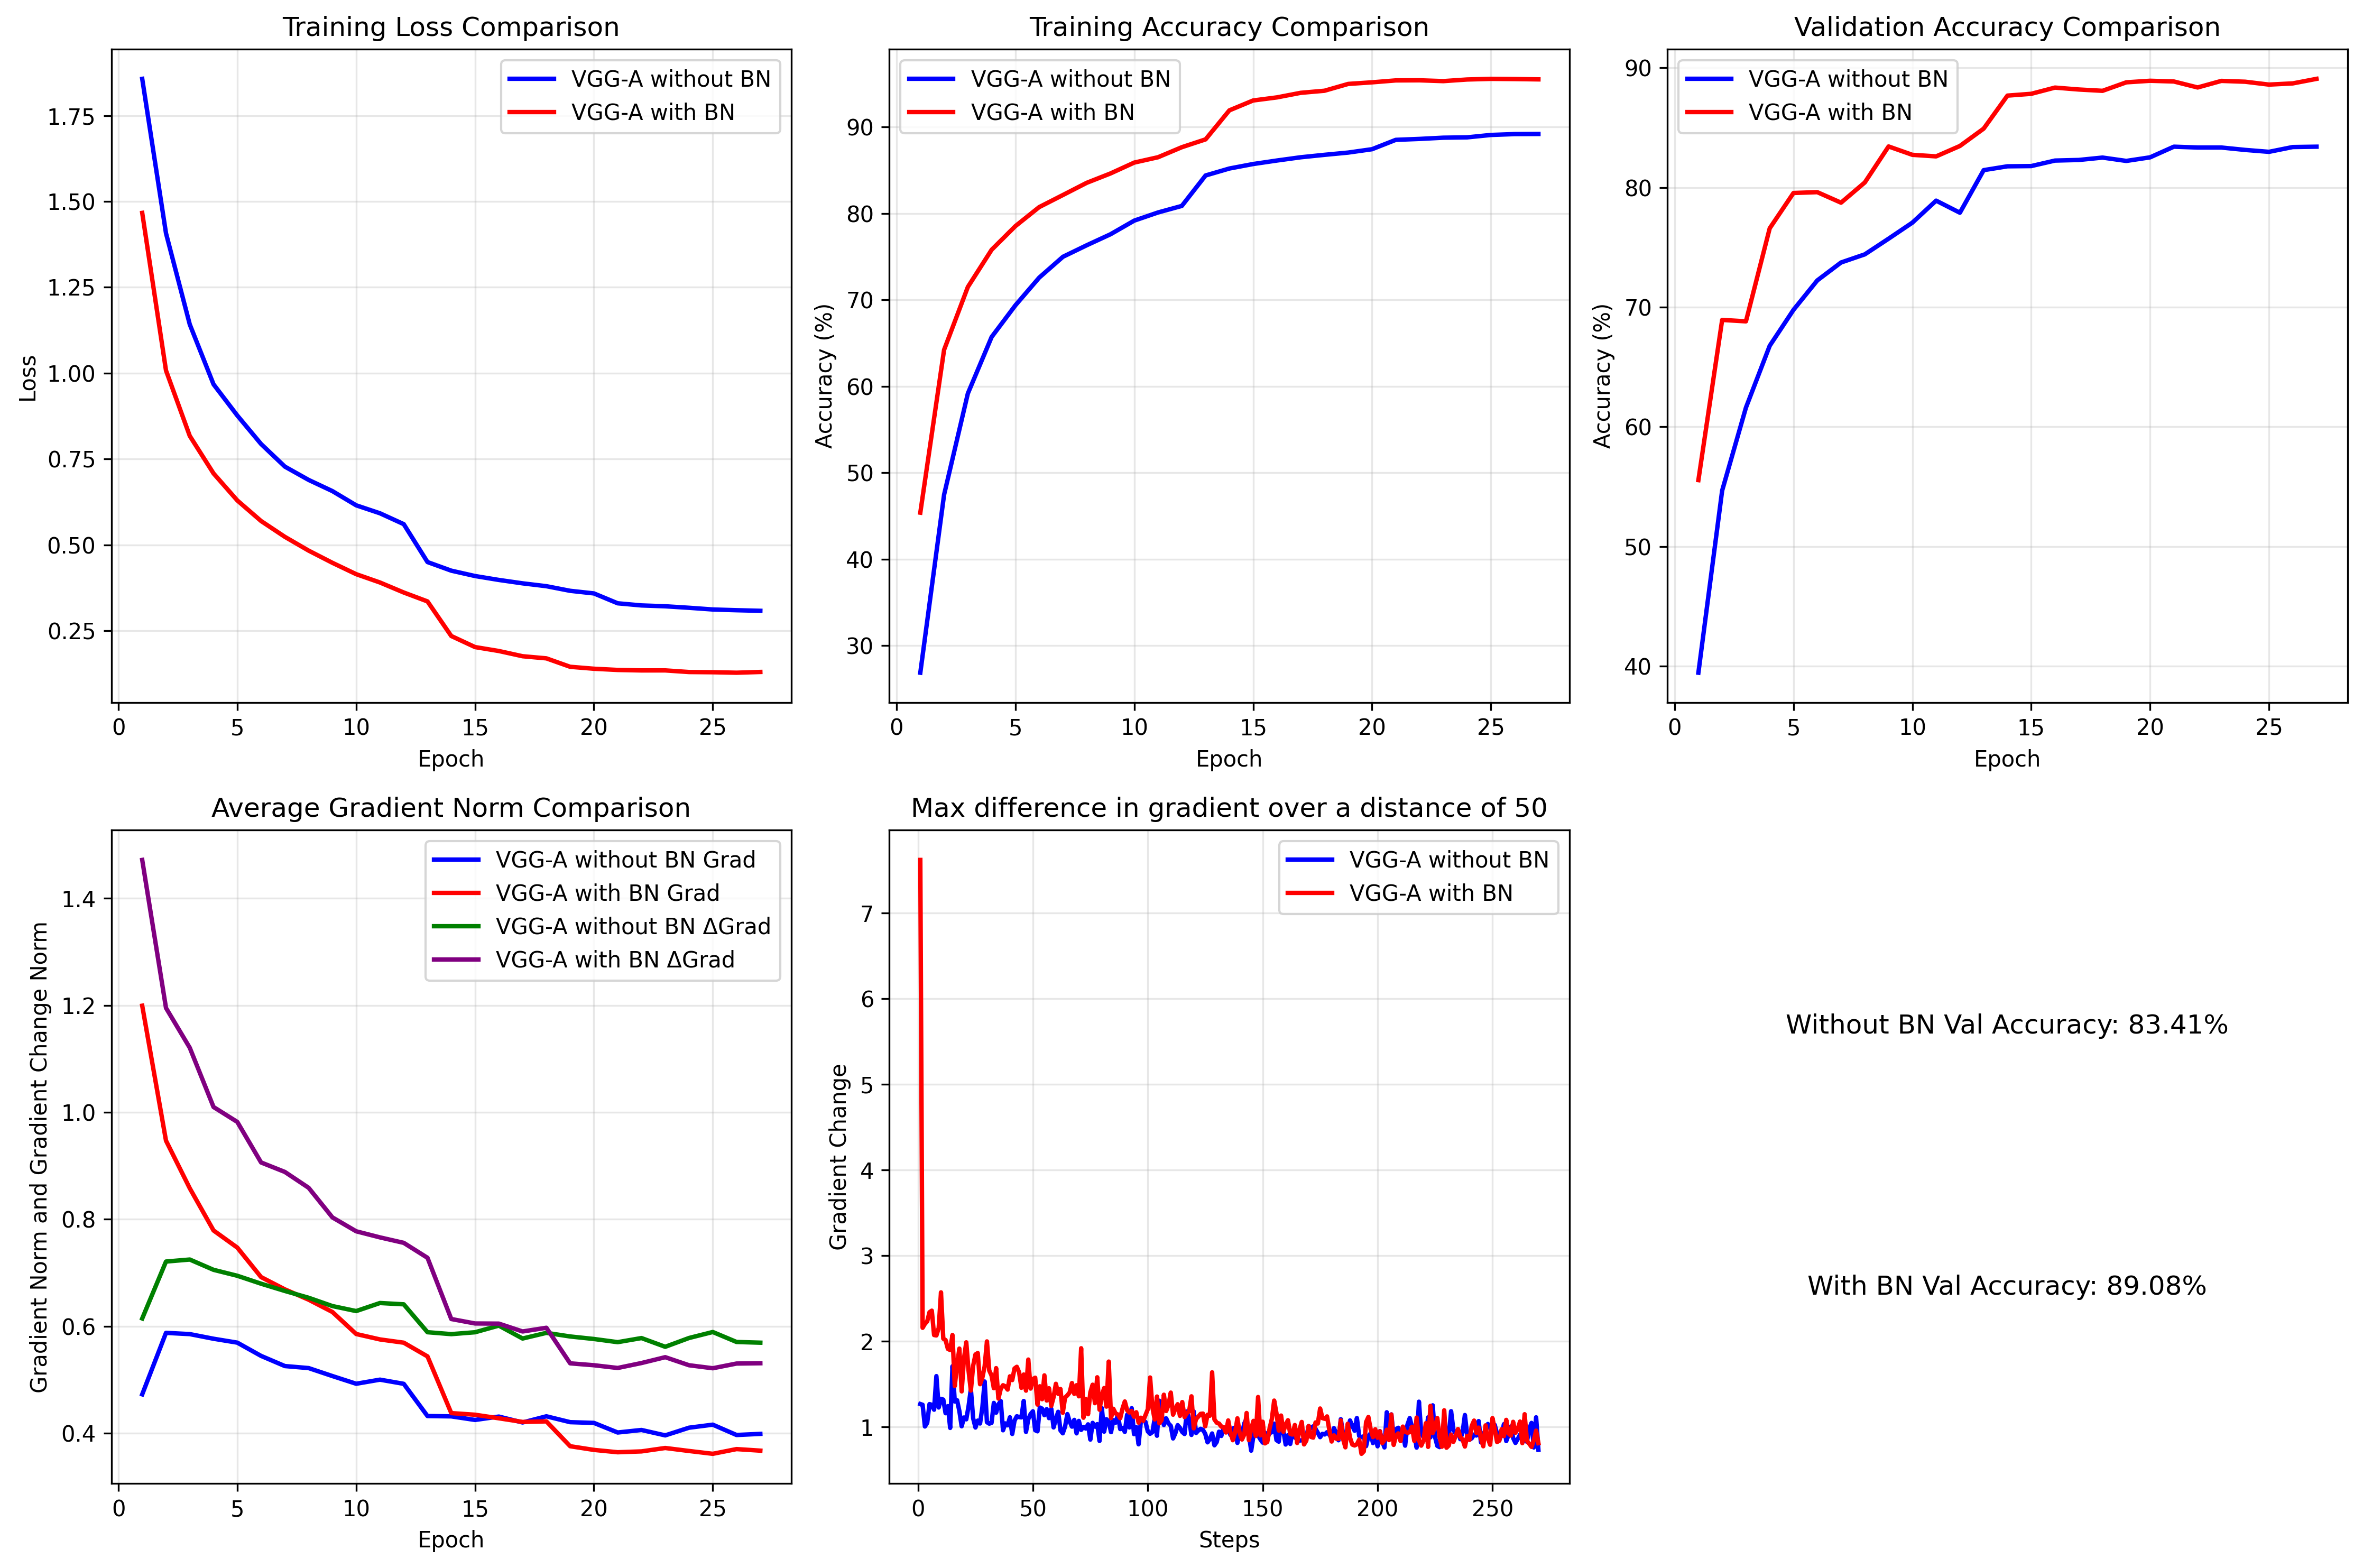 Training Loss Comparison
VGG-A without BN
VGG-A with BN
Loss
1.75
1.50
1.25
1.00
0.75
0.50
0.25
0 5 10 15 20 25
Epoch
Training Accuracy Comparison
VGG-A without BN
VGG-A with BN
Accuracy (%)
90
80
70
60
50
40
30
0 5 10 15 20 25
Epoch
Validation Accuracy Comparison
VGG-A without BN
VGG-A with BN
Accuracy (%)
90
80
70
60
50
40
0 5 10 15 20 25
Epoch
Average Gradient Norm Comparison
VGG-A without BN Grad
VGG-A with BN Grad
VGG-A without BN ΔGrad
VGG-A with BN ΔGrad
Gradient Norm and Gradient Change Norm
1.4
1.2
1.0
0.8
0.6
0.4
0 5 10 15 20 25
Epoch
Max difference in gradient over a distance of 50
VGG-A without BN
VGG-A with BN
Gradient Change
7
6
5
4
3
2
1
0 50 100 150 200 250
Steps
Without BN Val Accuracy: 83.41%
With BN Val Accuracy: 89.08%